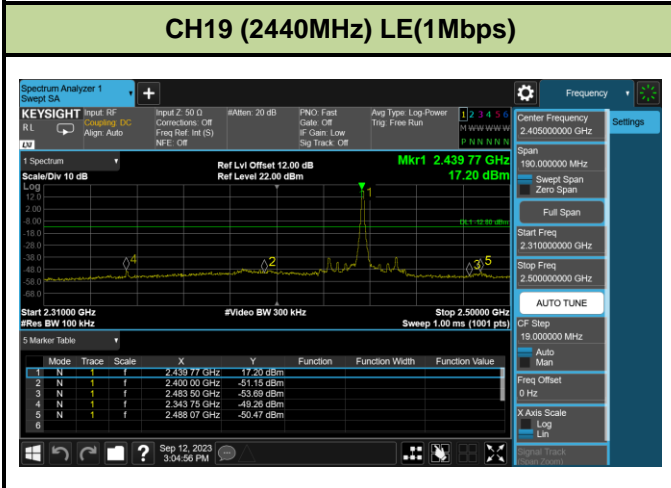 CH19 (2440MHz) LE(1Mbps)
Spectrum Analyzer 1
Swept SA
Frequency
KEYSIGHT
RL
Input: RF
Coupling: DC
Align: Auto
Input Z: 50 Ω
Corrections: Off
Freq Ref: Int (S)
NFE: Off
#Atten: 20 dB
PNO: Fast
Gate: Off
IF Gain: Low
Sig Track: Off
Avg Type: Log-Power
Trig: Free Run
1 2 3 4 5 6
M W W W W W
P N N N N N
LXI
1 Spectrum
Scale/Div 10 dB
Ref Lvl Offset 12.00 dB
Ref Level 22.00 dBm
Mkr1 2.439 77 GHz
17.20 dBm
Log
12.0
2.00
-8.00
-18.0
-28.0
-38.0
-48.0
-58.0
-68.0
DL1 -12.80 dBm
1
4
2
3
5
Start 2.31000 GHz
#Video BW 300 kHz
Stop 2.50000 GHz
#Res BW 100 kHz
Sweep 1.00 ms (1001 pts)
5 Marker Table
Mode Trace Scale X Y Function Function Width Function Value
1 N 1 f 2.439 77 GHz 17.20 dBm
2 N 1 f 2.400 00 GHz -51.15 dBm
3 N 1 f 2.483 50 GHz -53.69 dBm
4 N 1 f 2.343 75 GHz -49.26 dBm
5 N 1 f 2.488 07 GHz -50.47 dBm
6
?
Sep 12, 2023
3:04:56 PM
Center Frequency
2.405000000 GHz
Settings
Span
190.000000 MHz
Swept Span
Zero Span
Full Span
Start Freq
2.310000000 GHz
Stop Freq
2.500000000 GHz
AUTO TUNE
CF Step
19.000000 MHz
Auto
Man
Freq Offset
0 Hz
X Axis Scale
Log
Lin
Signal Track
(Span Zoom)